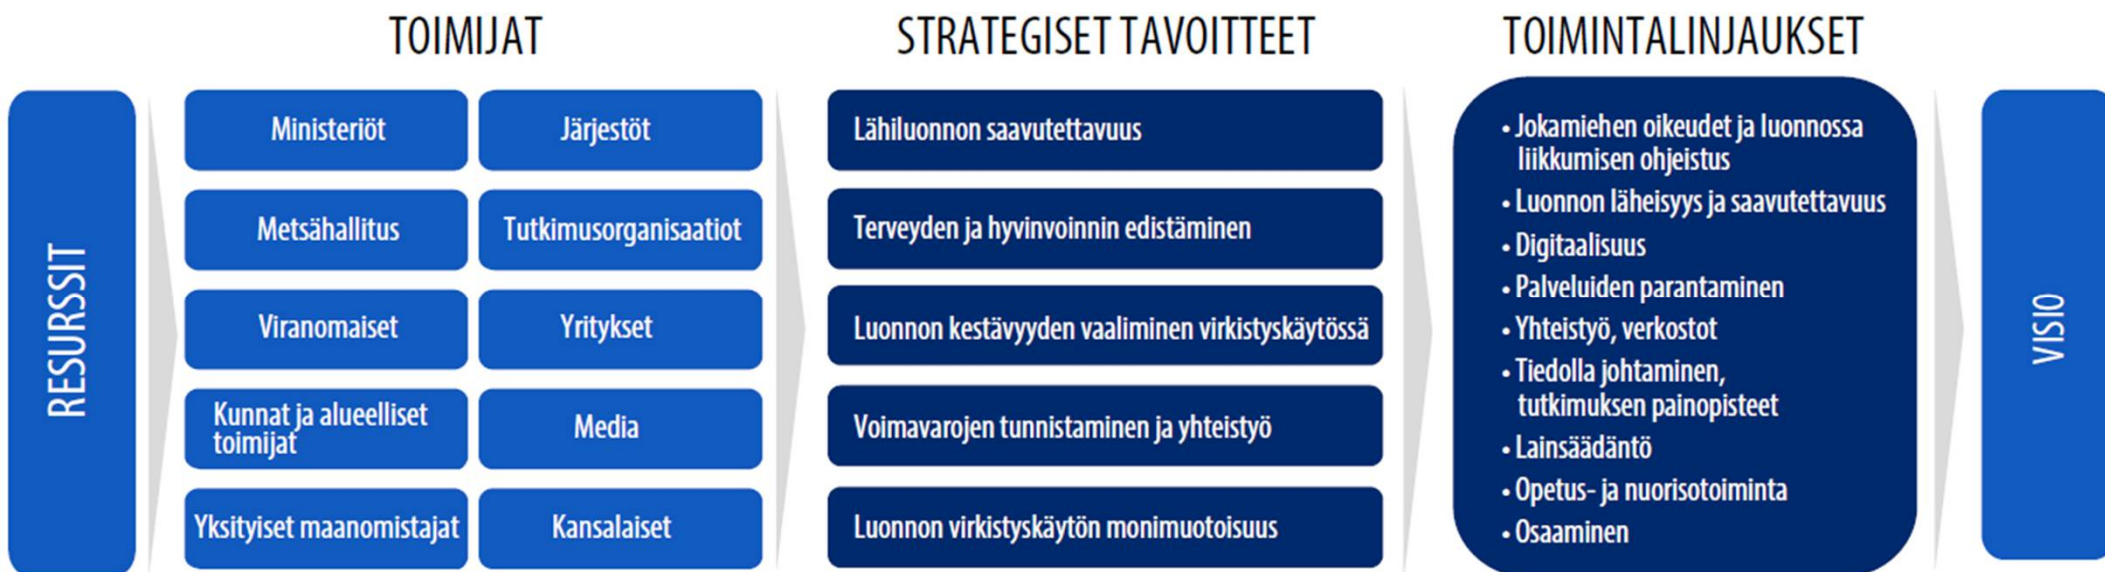 TOIMIJAT
STRATEGISET TAVOITTEET
TOIMINTALINJAUKSET
RESURSSIT
Ministeriöt
Järjestöt
Metsähallitus
Tutkimusorganisaatiot
Viranomaiset
Yritykset
Kunnat ja alueelliset
toimijat
Media
Yksityiset maanomistajat
Kansalaiset
Lähiluonnon saavutettavuus
Terveyden ja hyvinvoinnin edistäminen
Luonnon kestävyyden vaaliminen virkistyskäytössä
Voimavarojen tunnistaminen ja yhteistyö
Luonnon virkistyskäytön monimuotoisuus
• Jokamiehen oikeudet ja luonnossa
liikkumisen ohjeistus
• Luonnon läheisyys ja saavutettavuus
• Digitaalisuus
• Palveluiden parantaminen
• Yhteistyö, verkostot
• Tiedolla johtaminen,
tutkimuksen painopisteet
• Lainsäädäntö
• Opetus- ja nuorisotoiminta
• Osaaminen
VISIO